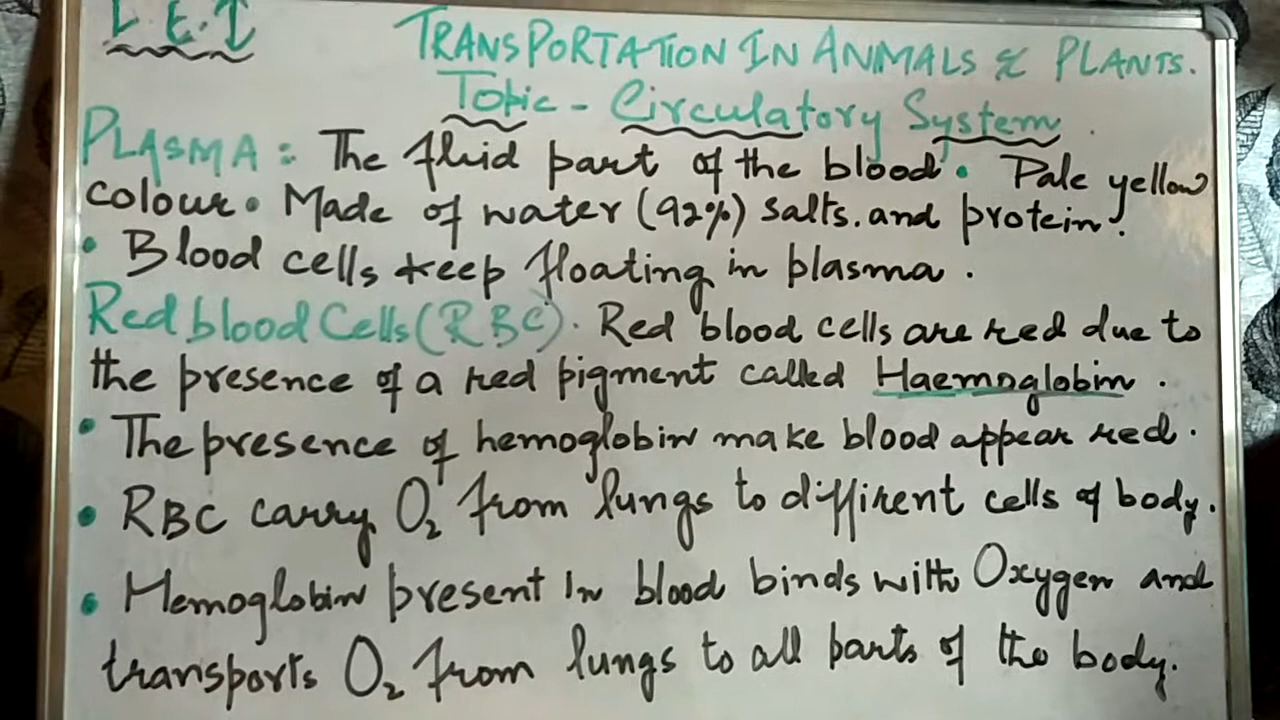 L E. 1
TRANSPORTATION IN ANIMALS & PLANTS.
Topic - Circulatory System.
PLASMA: The fluid part of the blood. Pale yellow
colour. Made of water (92%) salts. and protein.
• Blood cells keep floating in plasma.
Red blood Cells (RBC). Red blood cells are red due to
the presence of a red pigment called Haemoglobin.
• The presence of hemoglobin make blood appear red.
• RBC carry O₂ from lungs to diffirent cells of body.
• Hemoglobin present in blood binds with Oxygen and
transports O₂ from lungs to all parts of the body.